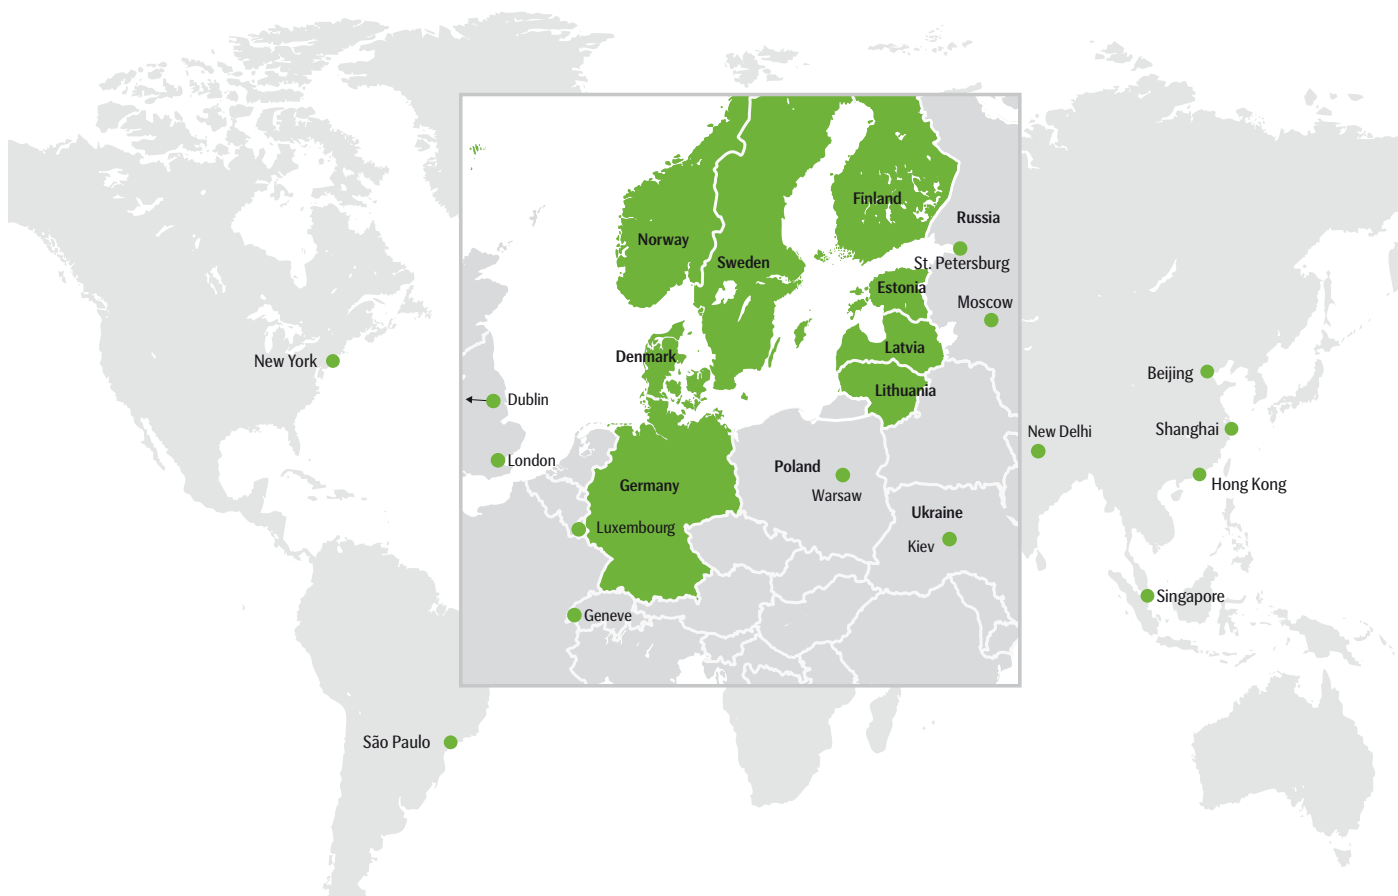 Finland
Russia
Norway
Sweden
St. Petersburg
Estonia
Moscow
Latvia
Denmark
New York
Beijing
Lithuania
Dublin
Shanghai
New Delhi
London
Poland
Germany
Warsaw
Hong Kong
Ukraine
Luxembourg
Kiev
Singapore
Geneve
São Paulo